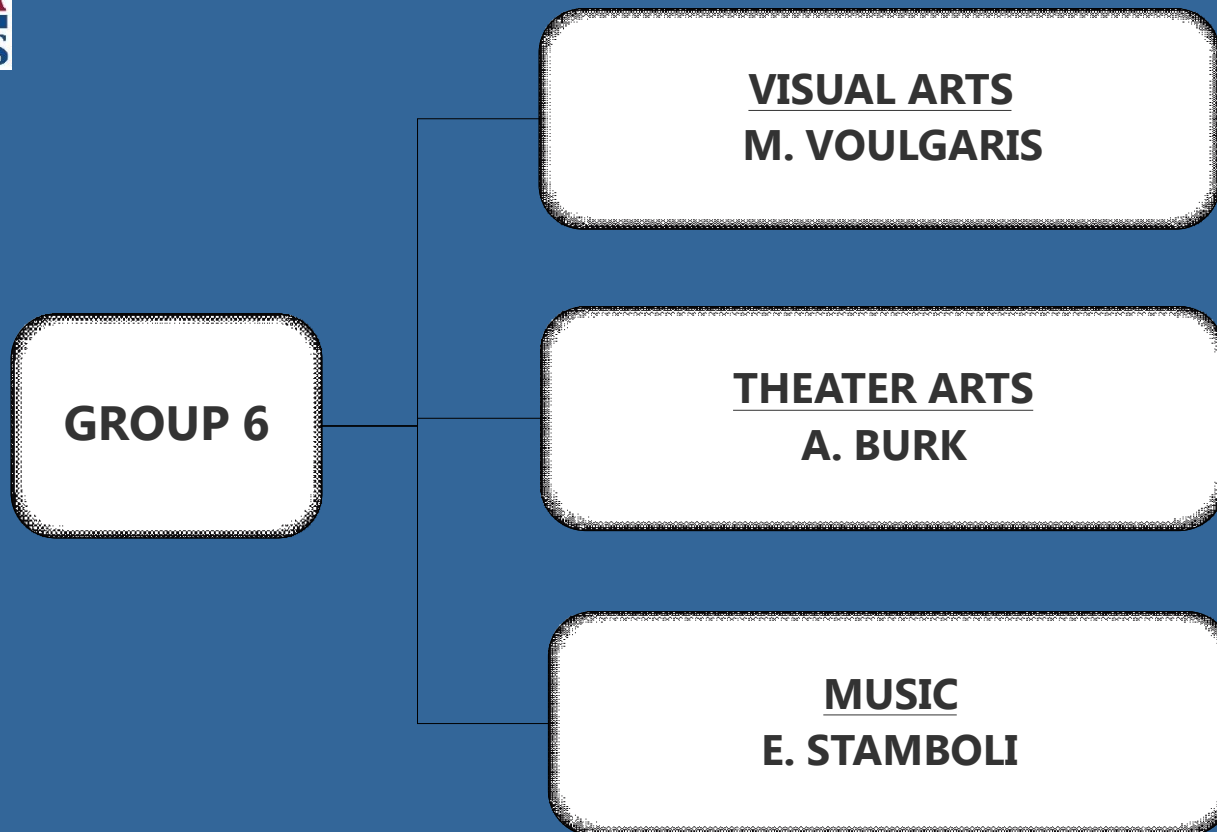 GROUP 6
VISUAL ARTS
M. VOULGARIS
THEATER ARTS
A. BURK
MUSIC
E. STAMBOLI